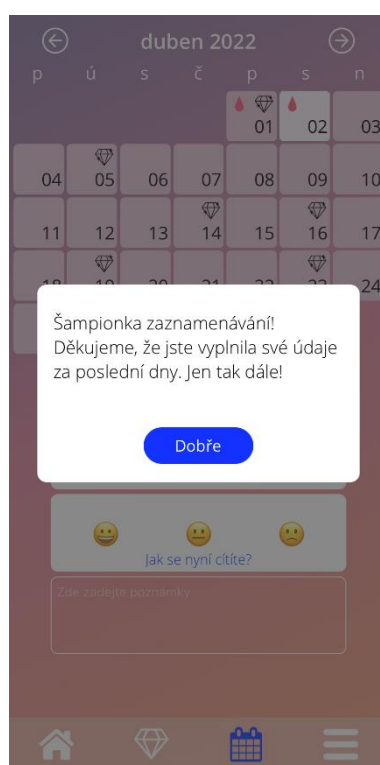 duben 2022
p ú s č p s n
01 02 03
04 05 06 07 08 09 10
11 12 13 14 15 16 17
24
Šampionka zaznamenávání!
Děkujeme, že jste vyplnila své údaje
za poslední dny. Jen tak dále!
Dobře
Jak se nyní cítíte?
Zde zadejte poznámky